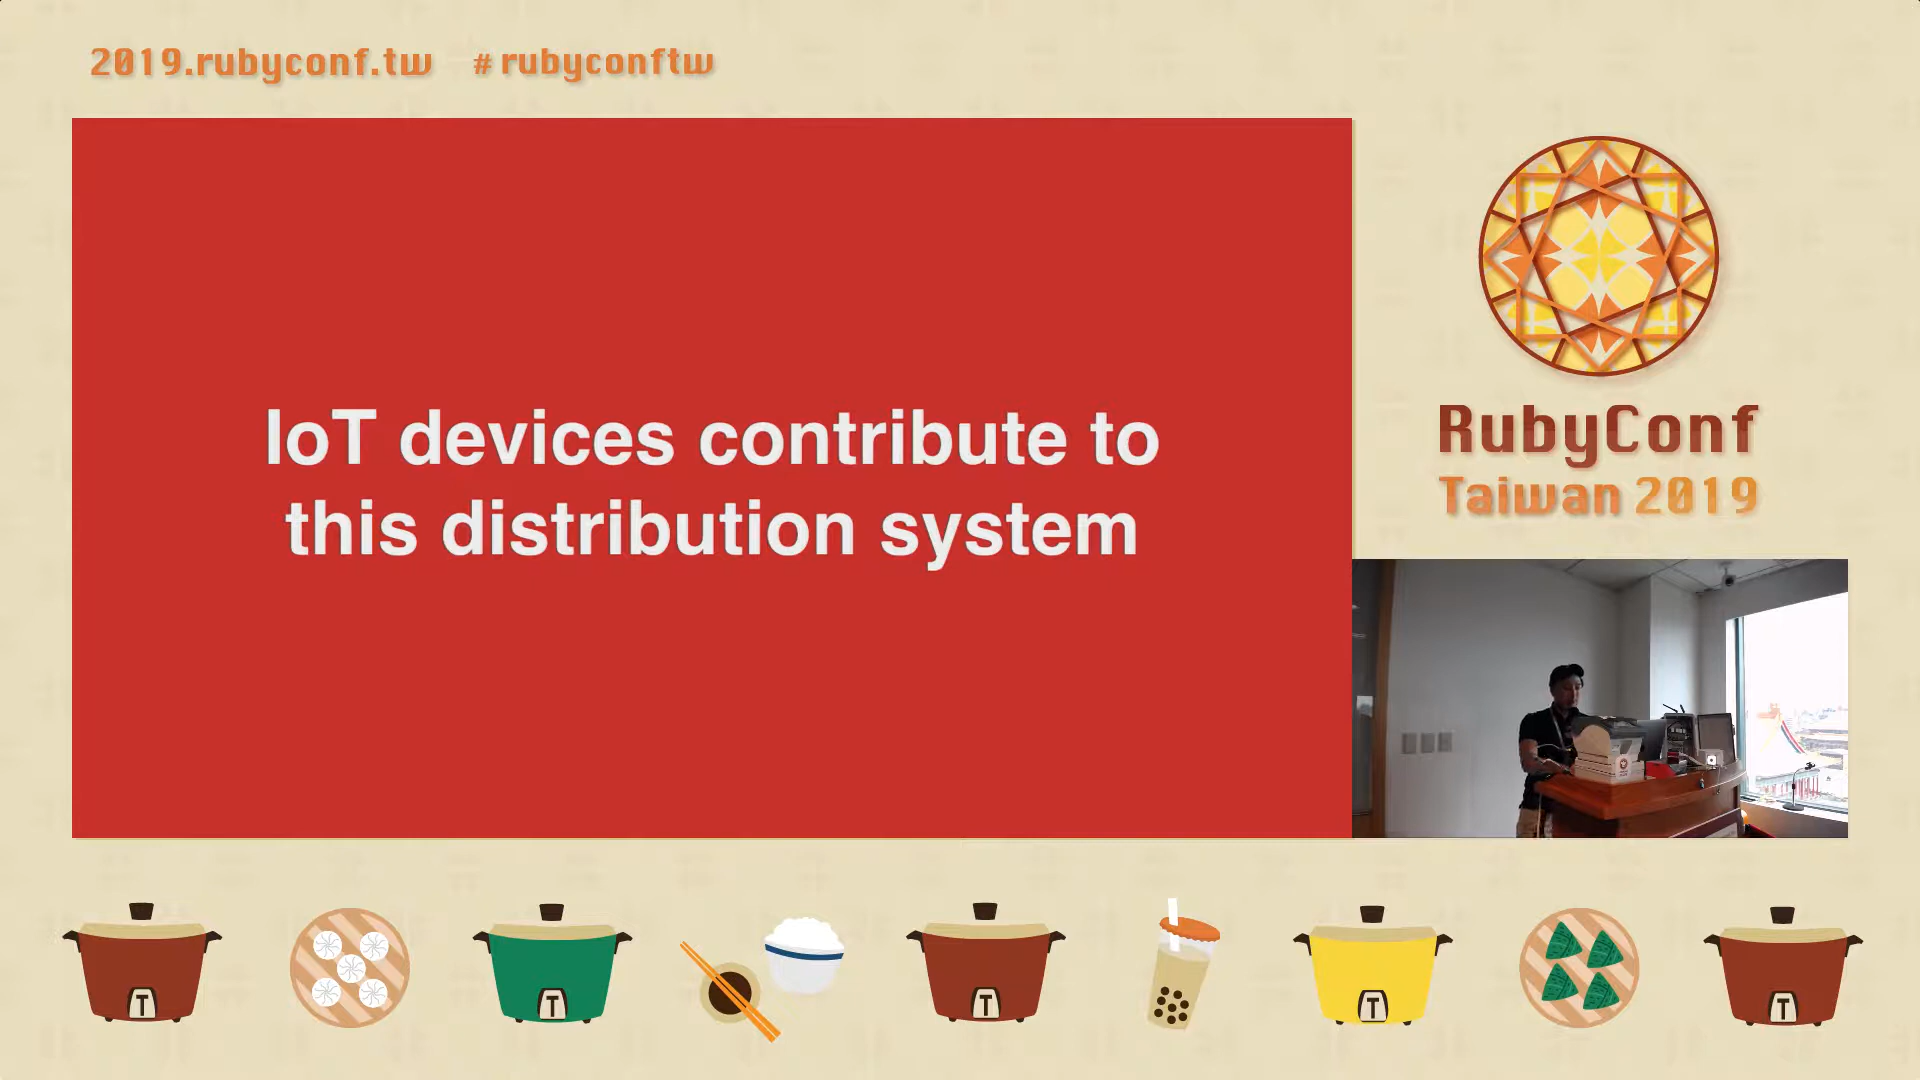 2019.rubyconf.tw #rubyconftw
IoT devices contribute to
this distribution system
RubyConf
Taiwan 2019
T
T
T
T
T